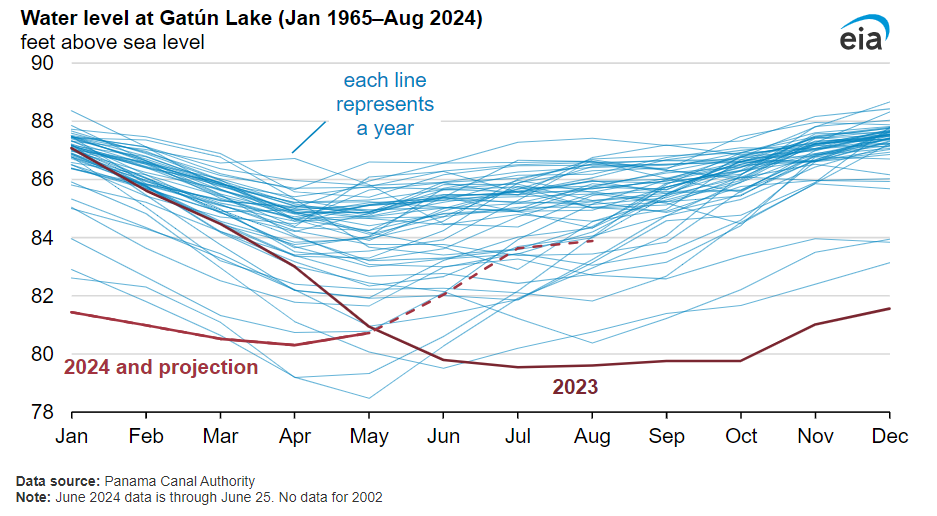 Water level at Gatún Lake (Jan 1965–Aug 2024)
feet above sea level
eia
90
88
86
84
82
80
78
each line
represents
a year
2024 and projection
2023
Jan Feb Mar Apr May Jun Jul Aug Sep Oct Nov Dec
Data source: Panama Canal Authority
Note: June 2024 data is through June 25. No data for 2002